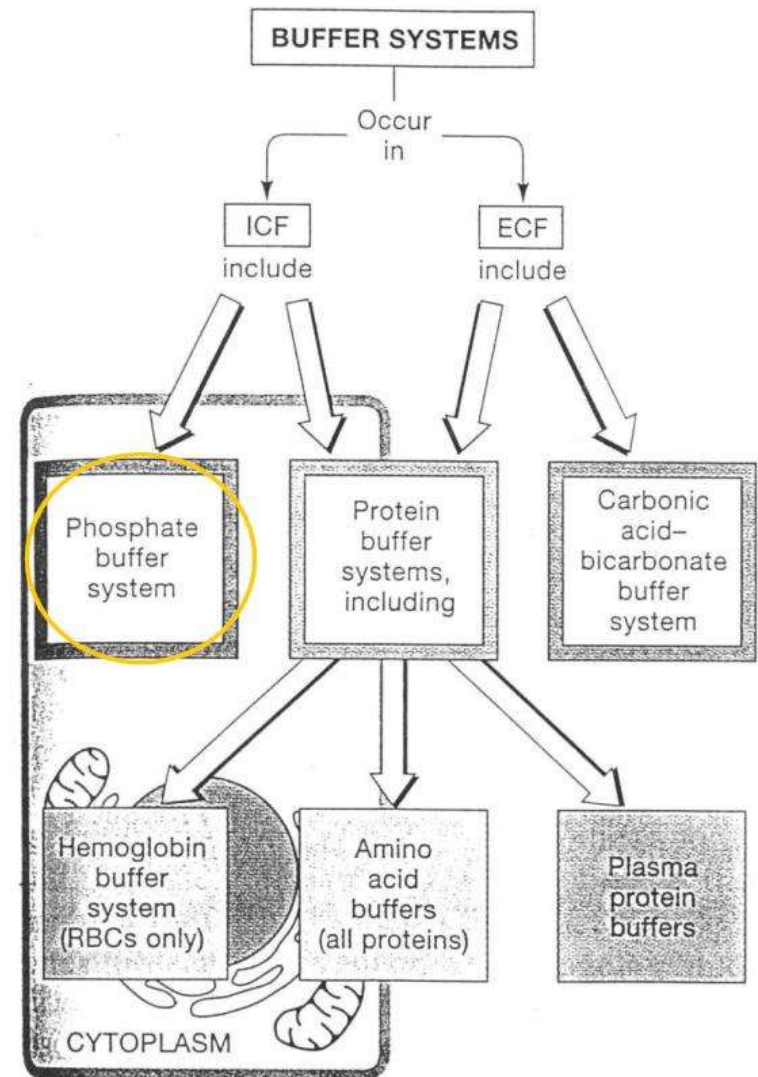 BUFFER SYSTEMS
Occur
in
ICF
ECF
include
include
Phosphate
buffer
system
Protein
buffer
systems,
including
Carbonic
acid–
bicarbonate
buffer
system
Hemoglobin
buffer
system
(RBCs only)
Amino
acid
buffers
(all proteins)
Plasma
protein
buffers
CYTOPLASM